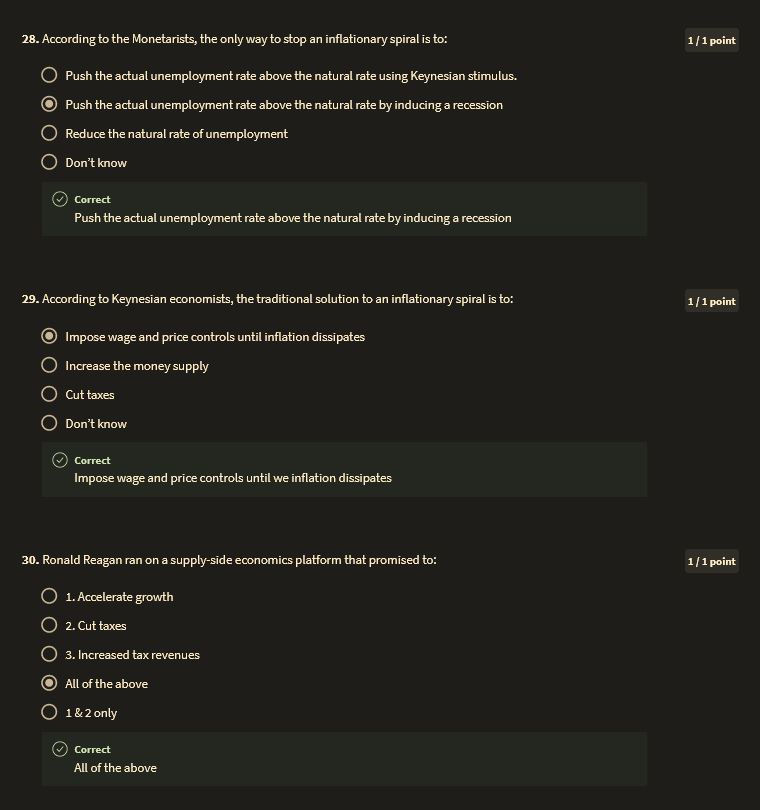 28. According to the Monetarists, the only way to stop an inflationary spiral is to:
1 / 1 point
Push the actual unemployment rate above the natural rate using Keynesian stimulus.
Push the actual unemployment rate above the natural rate by inducing a recession
Reduce the natural rate of unemployment
Don't know
Correct
Push the actual unemployment rate above the natural rate by inducing a recession
29. According to Keynesian economists, the traditional solution to an inflationary spiral is to:
1 / 1 point
Impose wage and price controls until inflation dissipates
Increase the money supply
Cut taxes
Don't know
Correct
Impose wage and price controls until we inflation dissipates
30. Ronald Reagan ran on a supply-side economics platform that promised to:
1 / 1 point
1. Accelerate growth
2. Cut taxes
3. Increased tax revenues
All of the above
1 & 2 only
Correct
All of the above